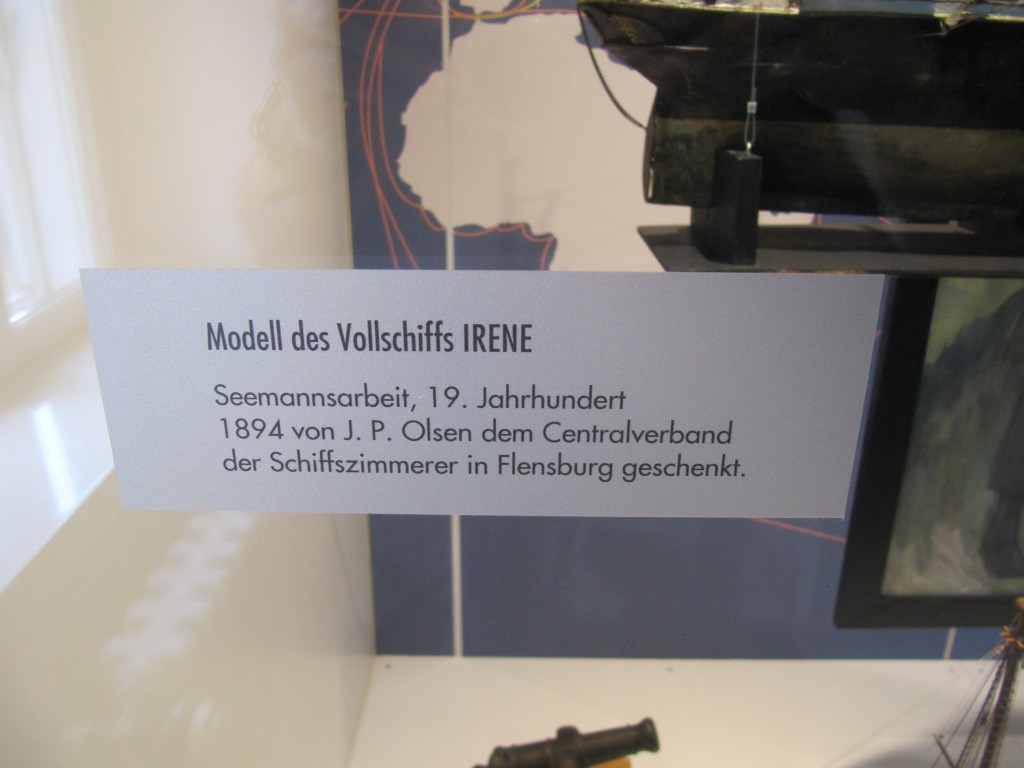 Modell des Vollschiffs IRENE
Seemannsarbeit, 19. Jahrhundert
1894 von J. P. Olsen dem Centralverband
der Schiffszimmerer in Flensburg geschenkt.